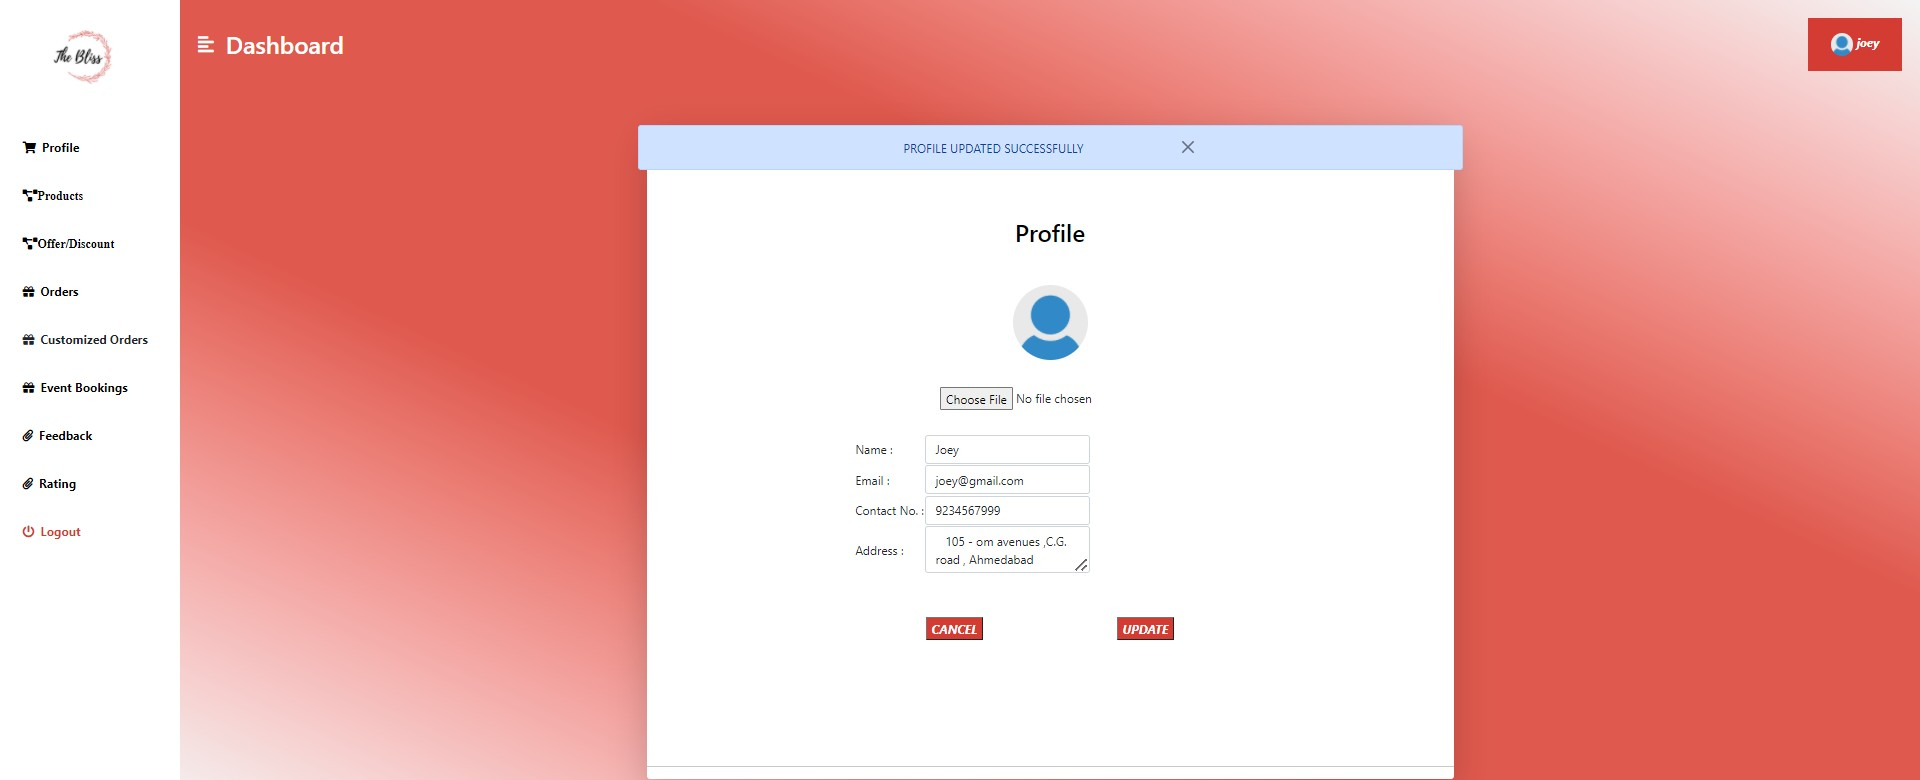 The Bliss
Dashboard
joey
Profile
Products
Offer/Discount
Orders
Customized Orders
Event Bookings
Feedback
Rating
Logout
PROFILE UPDATED SUCCESSFULLY
Profile
Choose File No file chosen
Name : Joey
Email : joey@gmail.com
Contact No. : 9234567999
Address : 105 - om avenues ,C.G.
road , Ahmedabad
CANCEL UPDATE